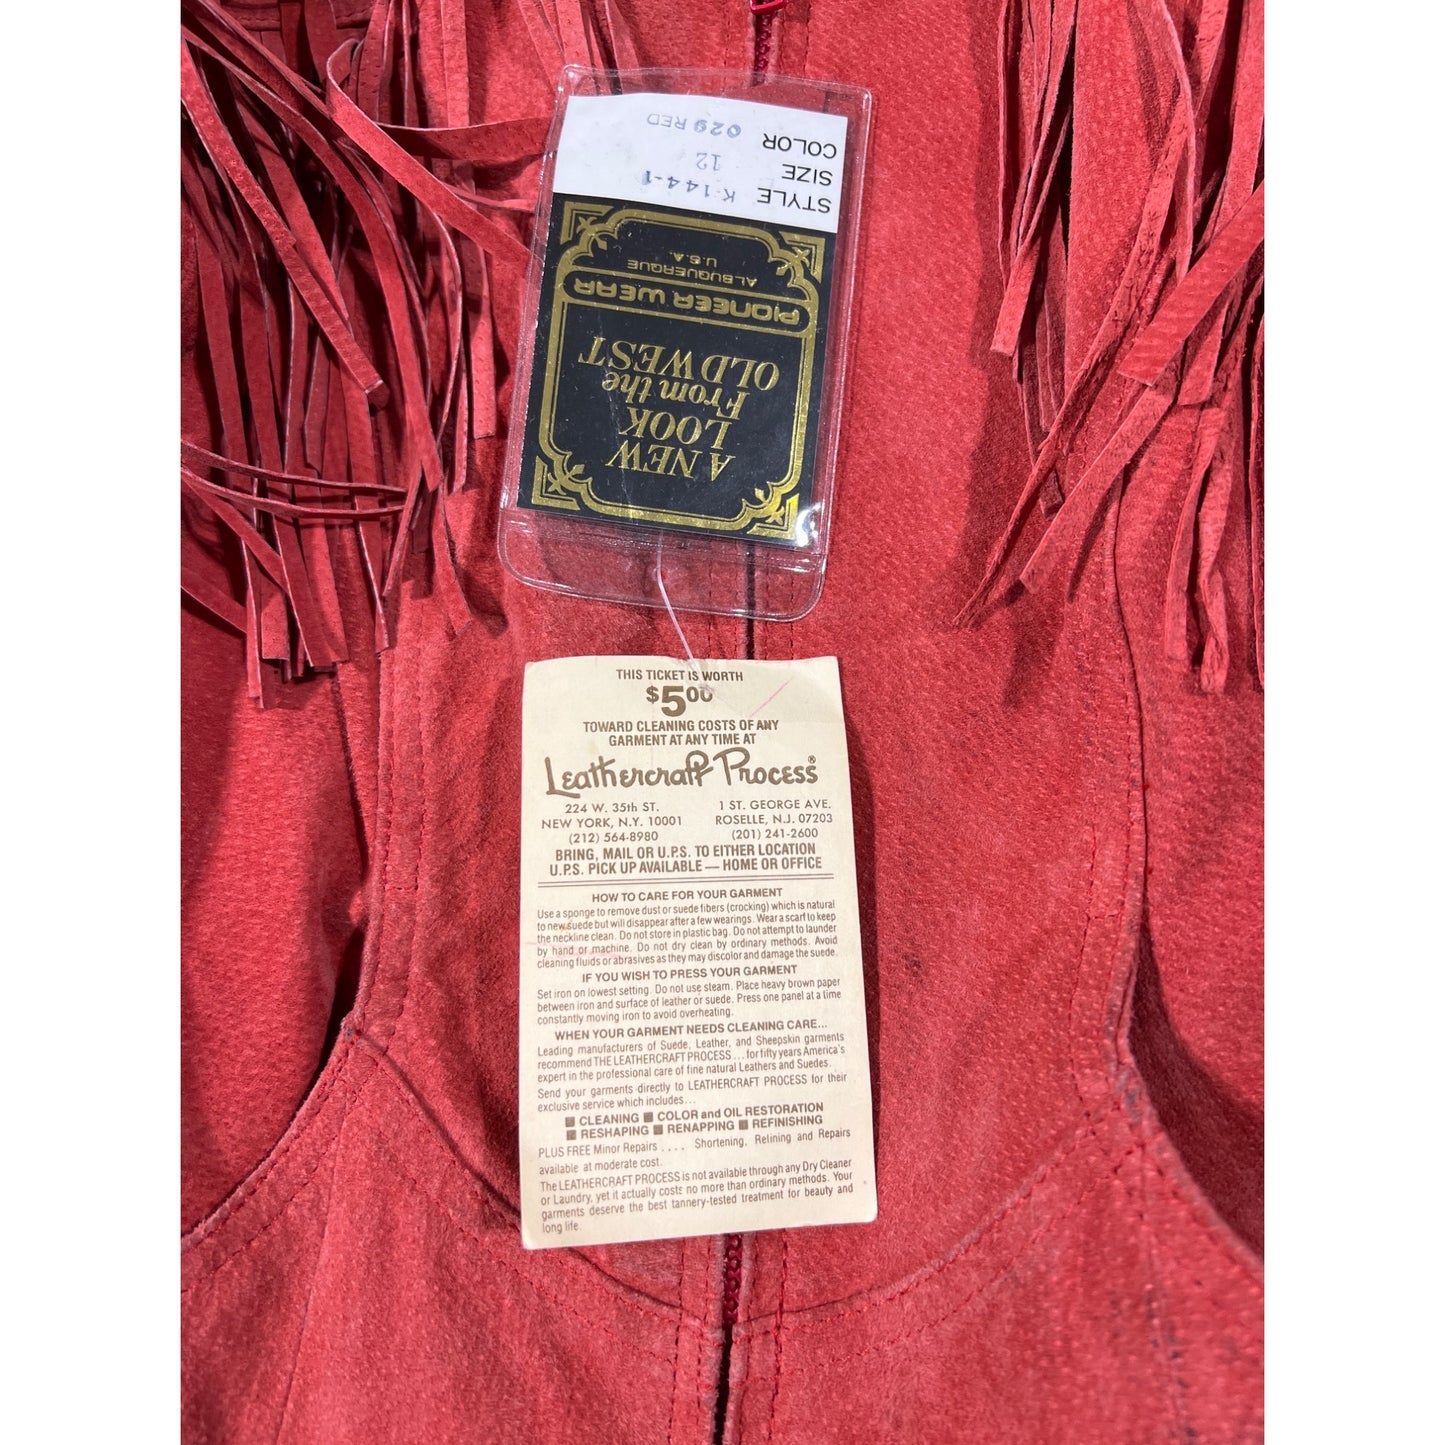 STYLE K-144-1
SIZE 12
COLOR 029 RED
A NEW
LOOK
From the
OLD WEST
PIONEER WEAR
ALBUQUERQUE
U.S.A.
THIS TICKET IS WORTH
$5.00
TOWARD CLEANING COSTS OF ANY
GARMENT AT ANY TIME AT
Leathercraft Process®
224 W. 35th ST.
NEW YORK, N.Y. 10001
(212) 564-8980
1 ST. GEORGE AVE.
ROSELLE, N.J. 07203
(201) 241-2600
BRING, MAIL OR U.P.S. TO EITHER LOCATION
U.P.S. PICK UP AVAILABLE — HOME OR OFFICE
HOW TO CARE FOR YOUR GARMENT
Use a sponge to remove dust or suede fibers (crocking) which is natural
to new suede but will disappear after a few wearings. Wear a scarf to keep
the neckline clean. Do not store in plastic bag. Do not attempt to launder
by hand or machine. Do not dry clean by ordinary methods. Avoid
cleaning fluids or abrasives as they may discolor and damage the suede.
IF YOU WISH TO PRESS YOUR GARMENT
Set iron on lowest setting. Do not use steam. Place heavy brown paper
between iron and surface of leather or suede. Press one panel at a time
constantly moving iron to avoid overheating.
WHEN YOUR GARMENT NEEDS CLEANING CARE...
Leading manufacturers of Suede, Leather, and Sheepskin garments
recommend THE LEATHERCRAFT PROCESS... for fifty years America's
expert in the professional care of fine natural Leathers and Suedes.
Send your garments directly to LEATHERCRAFT PROCESS for their
exclusive service which includes...
■ CLEANING ■ COLOR and OIL RESTORATION
■ RESHAPING ■ RENAPPING ■ REFINISHING
PLUS FREE Minor Repairs .... Shortening, Relining and Repairs
available at moderate cost.
The LEATHERCRAFT PROCESS is not available through any Dry Cleaner
or Laundry, yet it actually costs no more than ordinary methods. Your
garments deserve the best tannery-tested treatment for beauty and
long life.